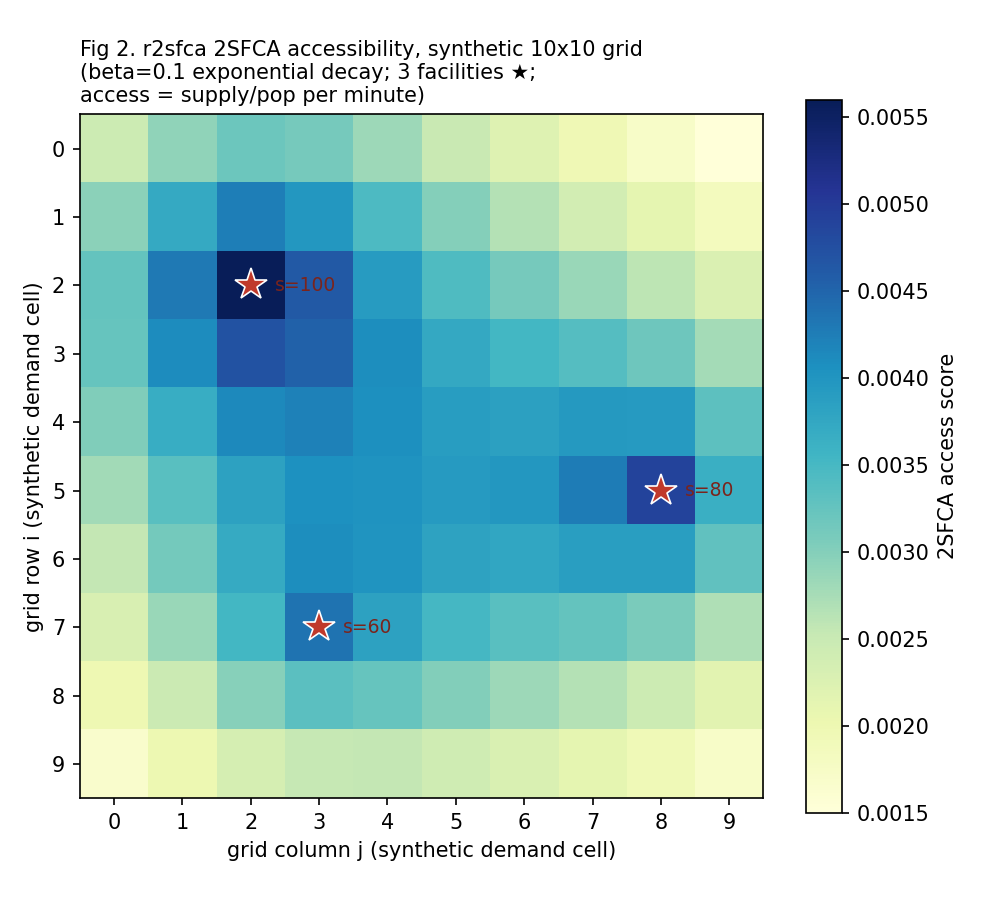 Fig 2. r2sfca 2SFCA accessibility, synthetic 10x10 grid
(beta=0.1 exponential decay; 3 facilities ★;
access = supply/pop per minute)
0
1
2
3
4
5
6
7
8
9
grid row i (synthetic demand cell)
s=100
s=80
s=60
0 1 2 3 4 5 6 7 8 9
grid column j (synthetic demand cell)
0.0055
0.0050
0.0045
0.0040
0.0035
0.0030
0.0025
0.0020
0.0015
2SFCA access score